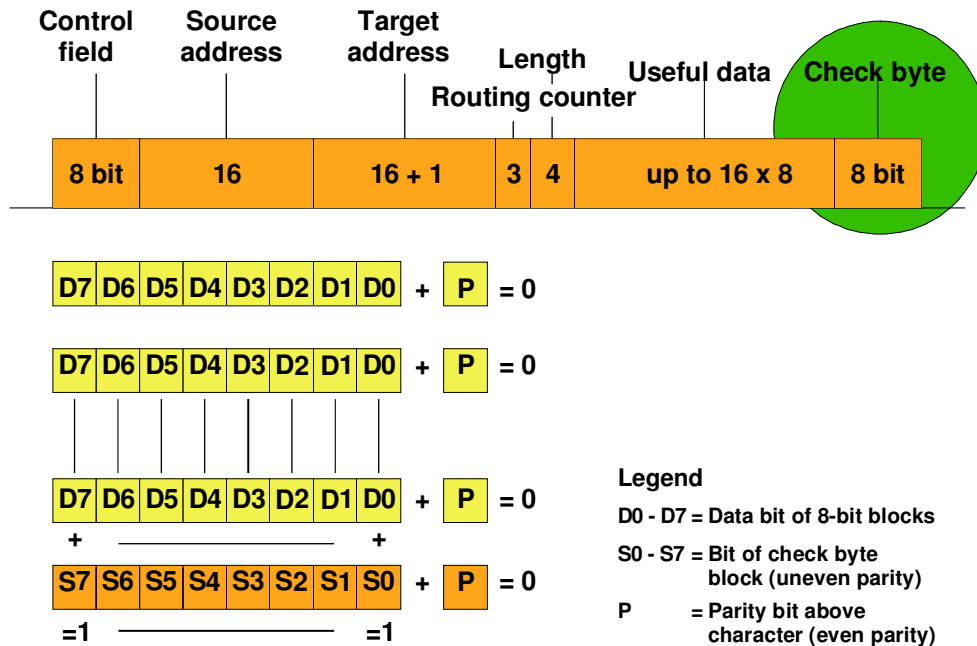 Control field
Source address
Target address
Length
Routing counter
Useful data
Check byte
8 bit 16 16 + 1 3 4 up to 16 x 8 8 bit
D7 D6 D5 D4 D3 D2 D1 D0 + P = 0
D7 D6 D5 D4 D3 D2 D1 D0 + P = 0
D7 D6 D5 D4 D3 D2 D1 D0 + P = 0
+ +
S7 S6 S5 S4 S3 S2 S1 S0 + P = 0
=1 =1
Legend
D0 - D7 = Data bit of 8-bit blocks
S0 - S7 = Bit of check byte
block (uneven parity)
P = Parity bit above
character (even parity)